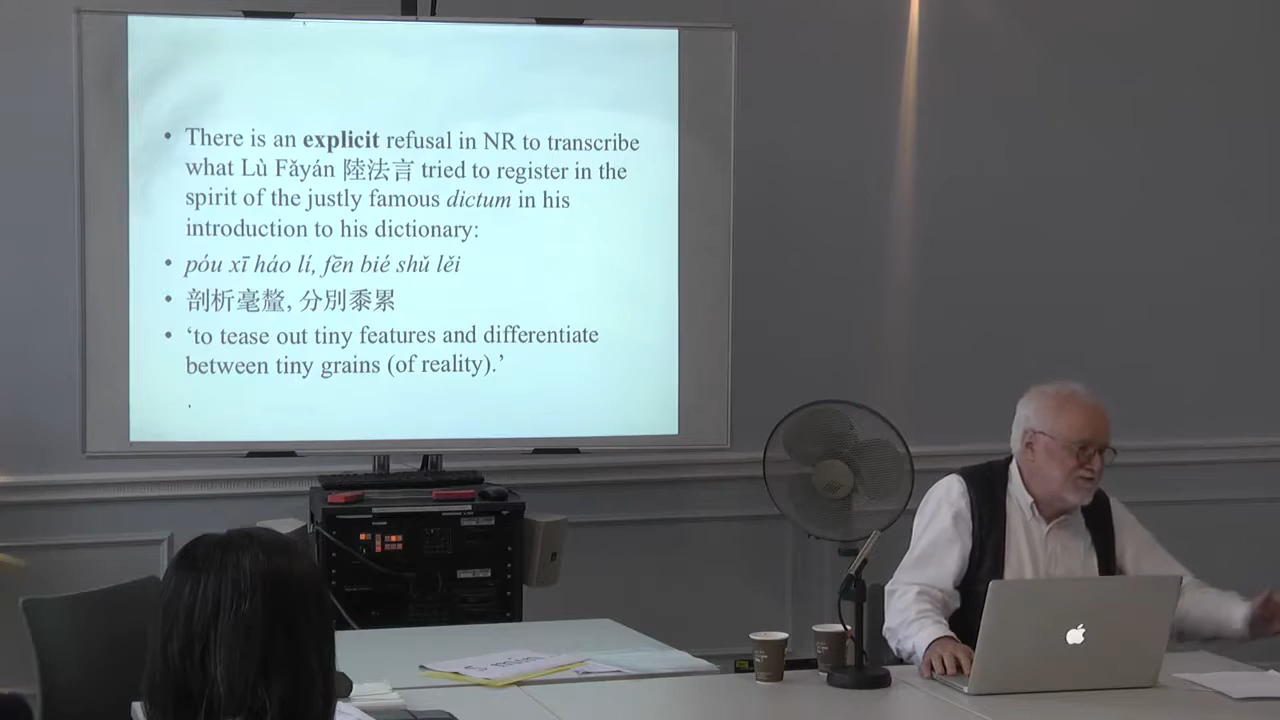 • There is an explicit refusal in NR to transcribe
what Lù Fǎyán 陸法言 tried to register in the
spirit of the justly famous dictum in his
introduction to his dictionary:
• póu xī háo lí, fēn bié shǔ lěi
• 剖析毫釐, 分別黍累
• ‘to tease out tiny features and differentiate
between tiny grains (of reality).’